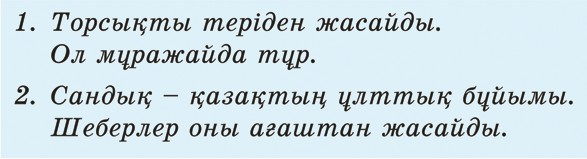 1. Торсықты теріден жасайды.
Ол мұражайда тұр.
2. Сандық – қазақтың ұлттық бұйымы.
Шеберлер оны ағаштан жасайды.